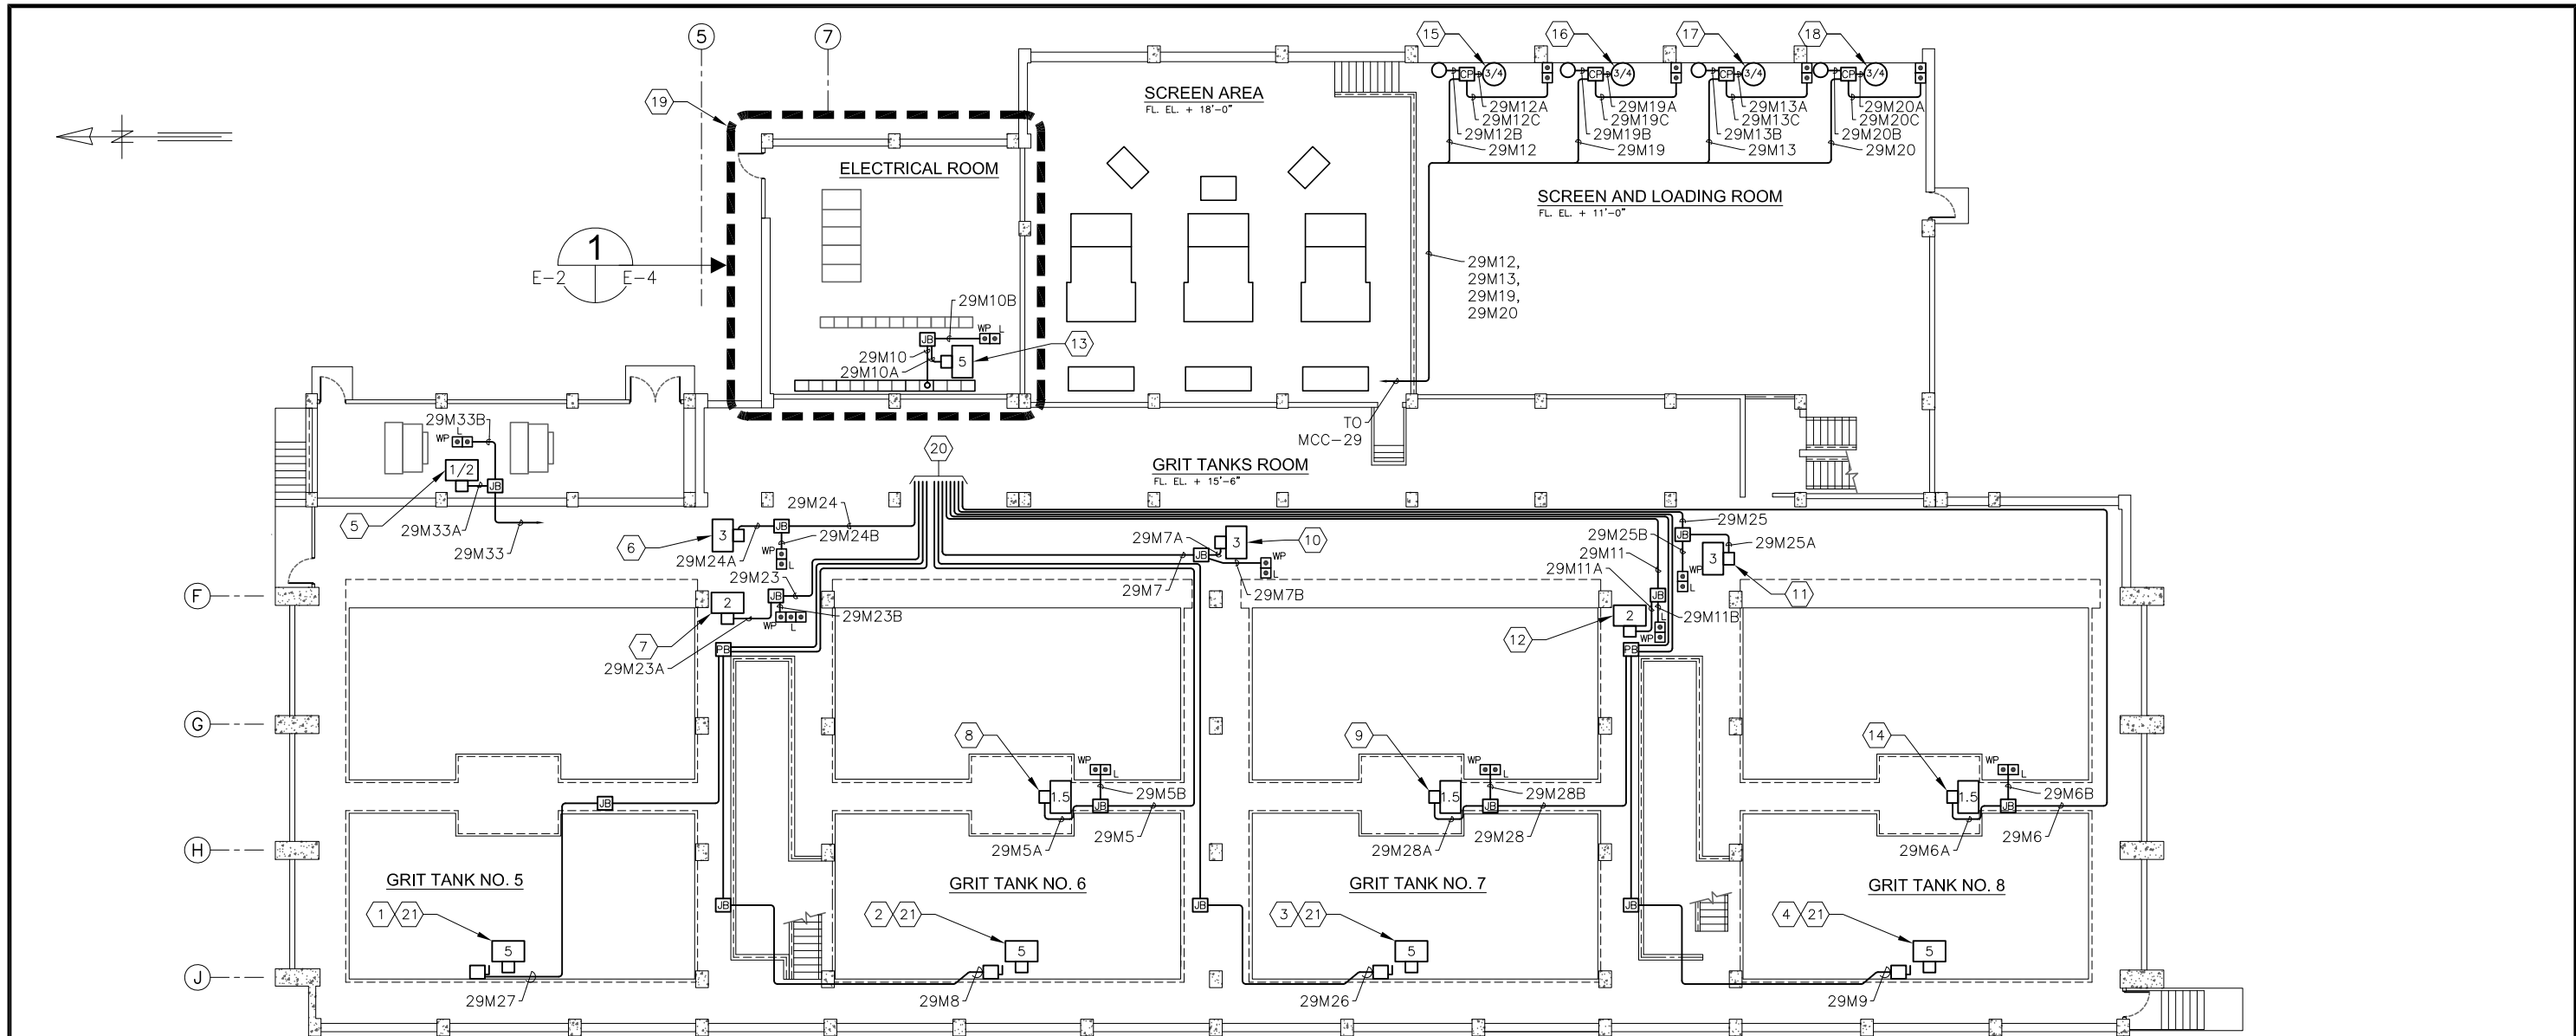 5
7
15
16
17
18
19
SCREEN AREA
FL. EL. + 18'-0"
CP
3/4
CP
3/4
CP
3/4
CP
3/4
29M12A
29M12C
29M12B
29M12
29M19A
29M19C
29M19B
29M19
29M13A
29M13C
29M13B
29M13
29M20A
29M20C
29M20B
29M20
N
ELECTRICAL ROOM
SCREEN AND LOADING ROOM
FL. EL. + 11'-0"
1
E-2
E-4
29M12,
29M13,
29M19,
29M20
29M10B
WP
L
JB
29M10
29M10A
5
13
TO
MCC-29
29M33B
L
WP
1/2
JB
5
29M33A
29M33
20
GRIT TANKS ROOM
FL. EL. + 15'-6"
29M24
JB
3
6
29M24A
29M24B
WP
L
29M7A
3
10
JB
WP
L
29M7
29M7B
29M25
29M25B
JB
29M25A
3
11
L
29M11
29M11A
JB
L
29M11B
WP
2
12
PB
F
29M23
JB
2
29M23B
WP
L
7
29M23A
PB
G
8
WP
L
1.5
29M5B
JB
29M5A
29M5
9
WP
L
1.5
29M28B
JB
29M28A
29M28
14
WP
L
1.5
29M6B
JB
29M6A
29M6
JB
H
GRIT TANK NO. 5
GRIT TANK NO. 6
GRIT TANK NO. 7
GRIT TANK NO. 8
1
21
JB
2
21
JB
3
21
JB
4
21
5
5
5
5
J
29M27
29M8
29M26
29M9